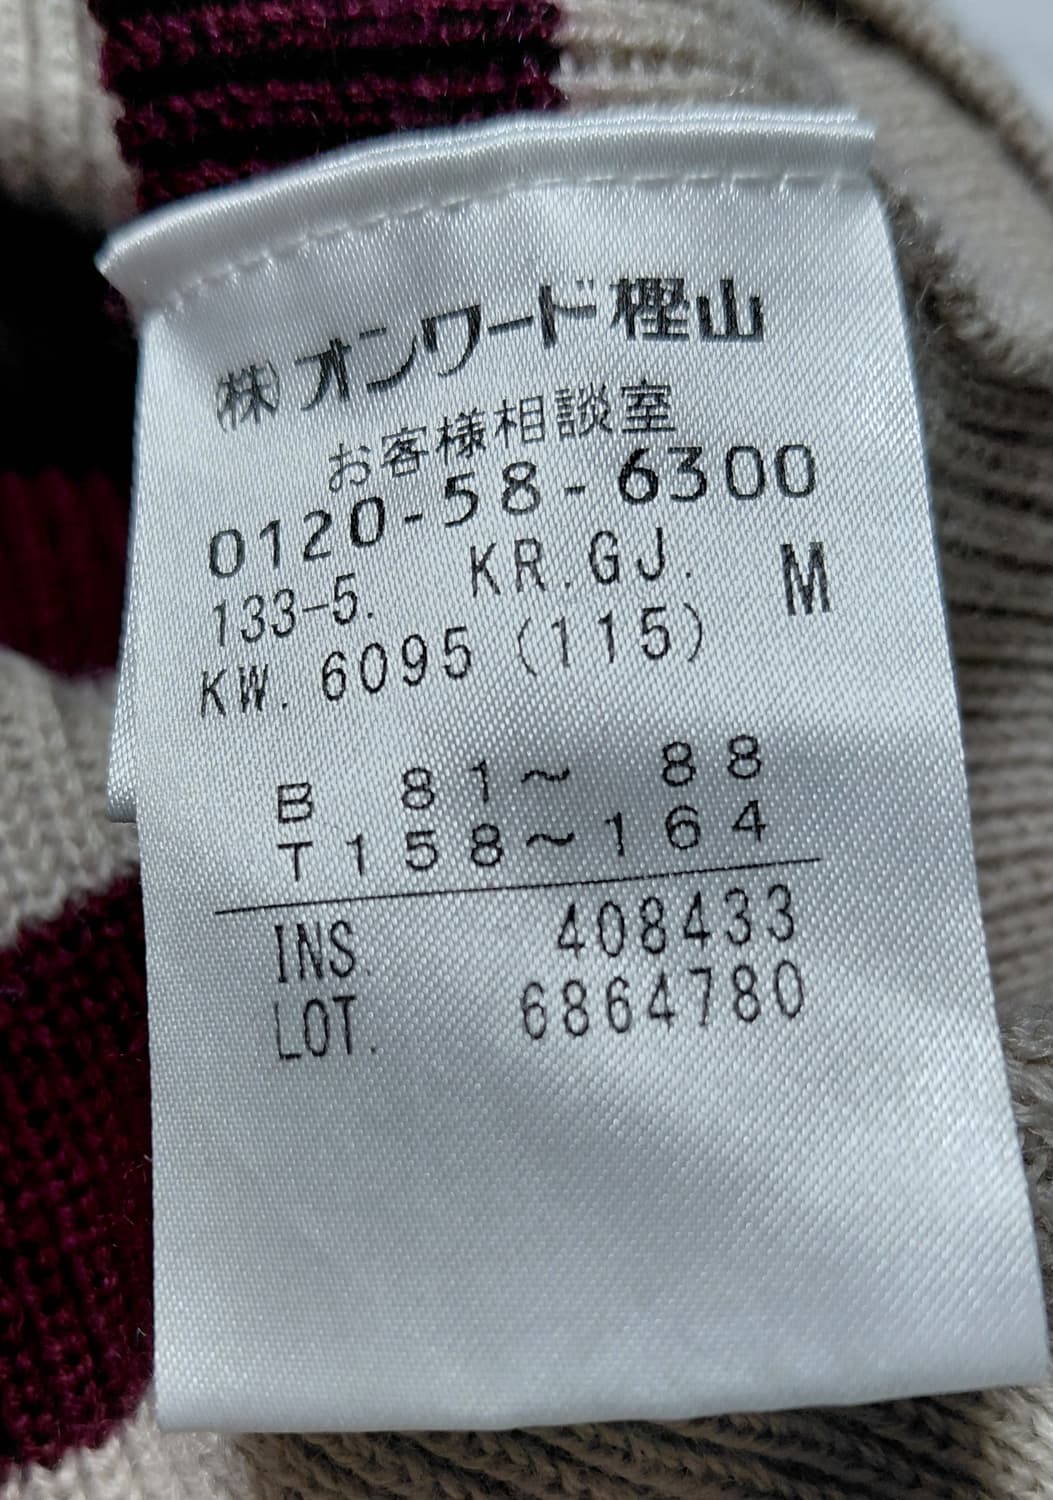 ㈱オンワード樫山
お客様相談室
0120-58-6300
133-5. KR.GJ. M
KW. 6095 (115)
B 81～ 88
T158～164
INS. 408433
LOT. 6864780